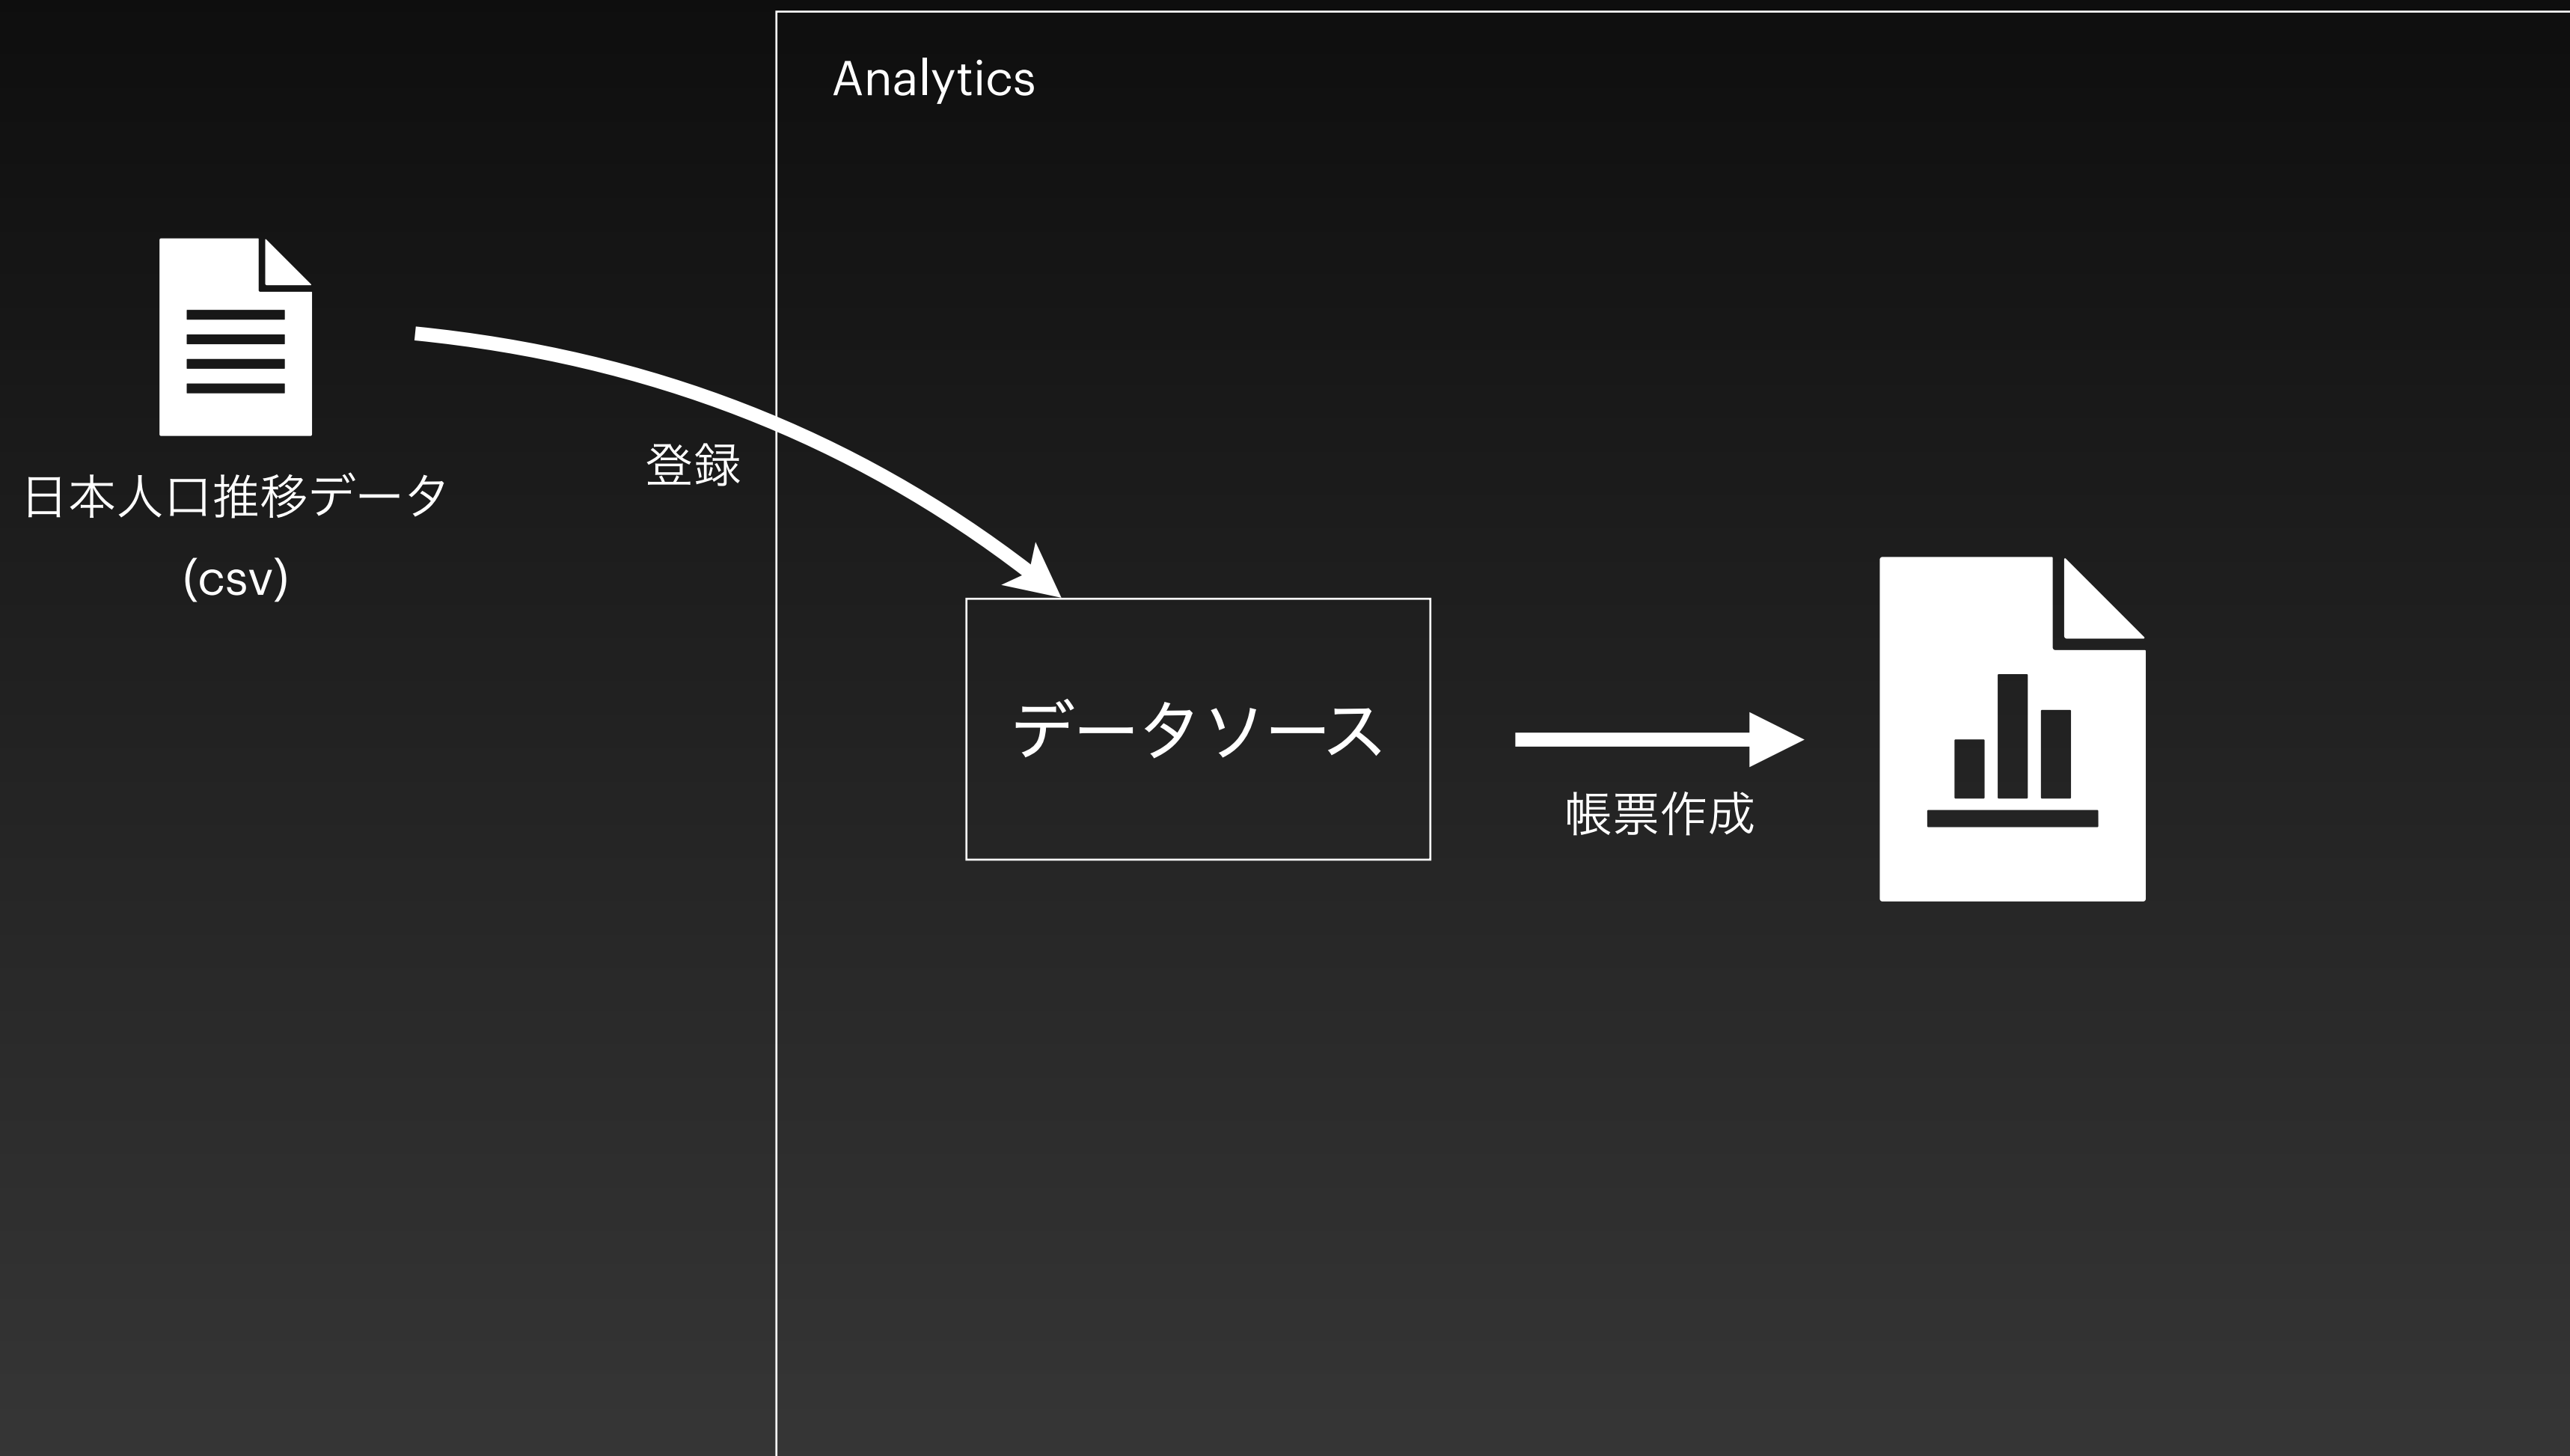 Analytics
登録
日本人口推移データ
(csv)
データソース
帳票作成